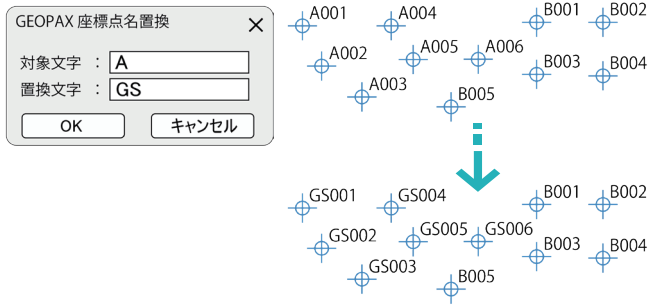 GEOPAX 座標点名置換
対象文字 : A
置換文字 : GS
OK キャンセル
A001 A004 B001 B002
A002 A005 A006 B003 B004
A003 B005
GS001 GS004 B001 B002
GS002 GS005 GS006 B003 B004
GS003 B005